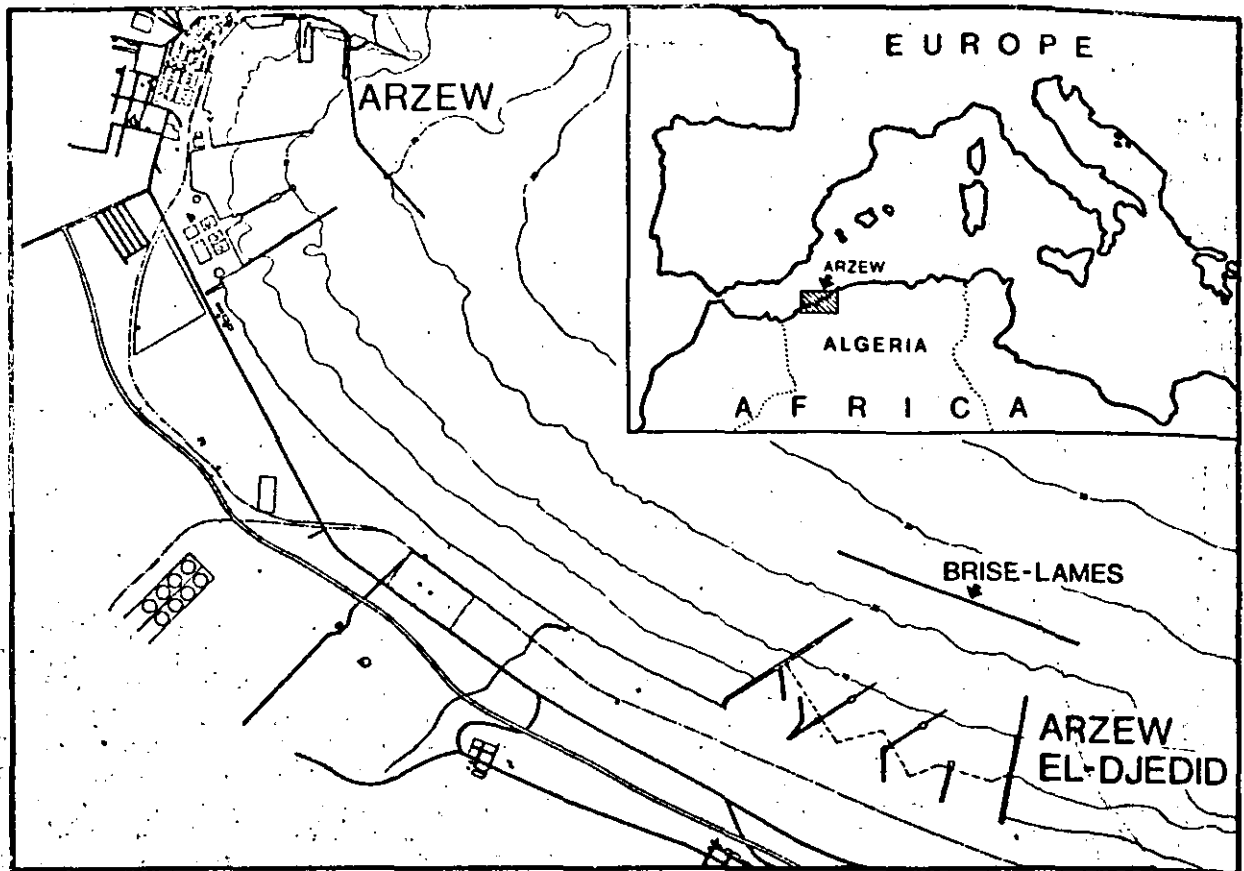 ARZEW
EUROPE
ARZEW
ALGERIA
AFRICA
BRISE-LAMES
ARZEW
EL-DJEDID